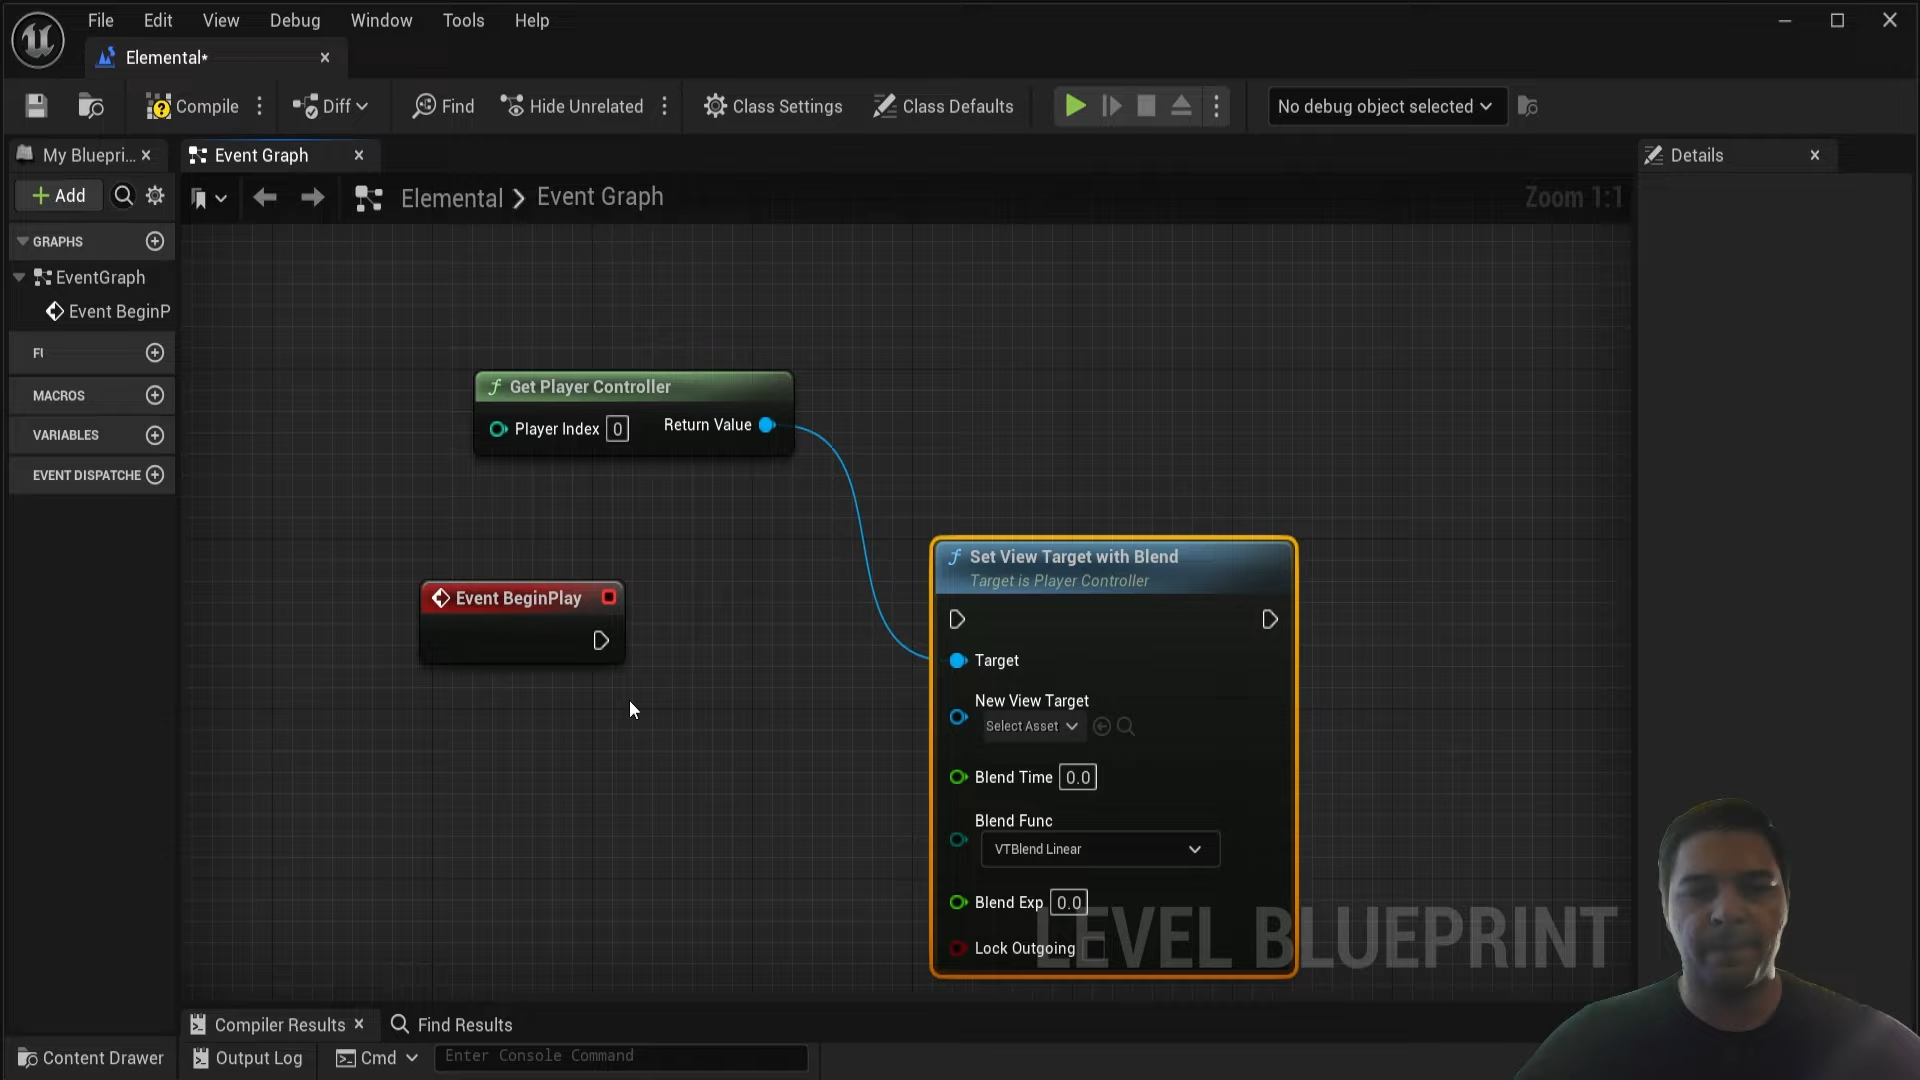 File Edit View Debug Window Tools Help
Elemental*
Compile Diff Find Hide Unrelated Class Settings Class Defaults No debug object selected
My Bluepri... Event Graph Details
Add Elemental > Event Graph Zoom 1:1
GRAPHS
EventGraph
Event BeginP
FU
MACROS
VARIABLES
EVENT DISPATCHE
f Get Player Controller
Player Index 0 Return Value
Event BeginPlay
f Set View Target with Blend
Target is Player Controller
Target
New View Target
Select Asset
Blend Time 0.0
Blend Func
VTBlend Linear
Blend Exp 0.0
Lock Outgoing
LEVEL BLUEPRINT
Compiler Results Find Results
Content Drawer Output Log Cmd Enter Console Command